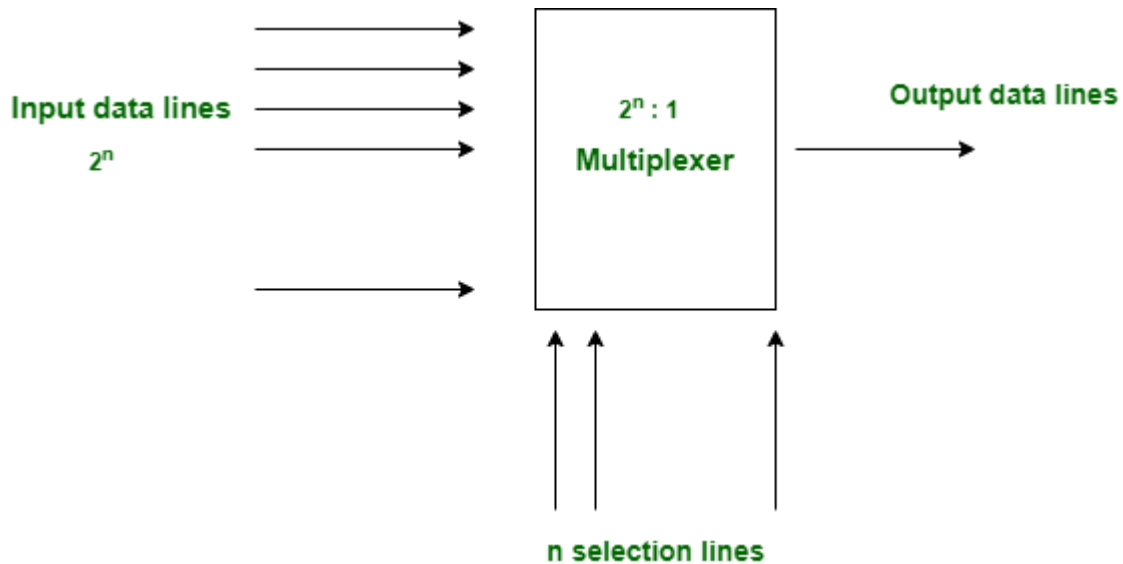 Input data lines
2ⁿ
2ⁿ : 1
Multiplexer
Output data lines
n selection lines